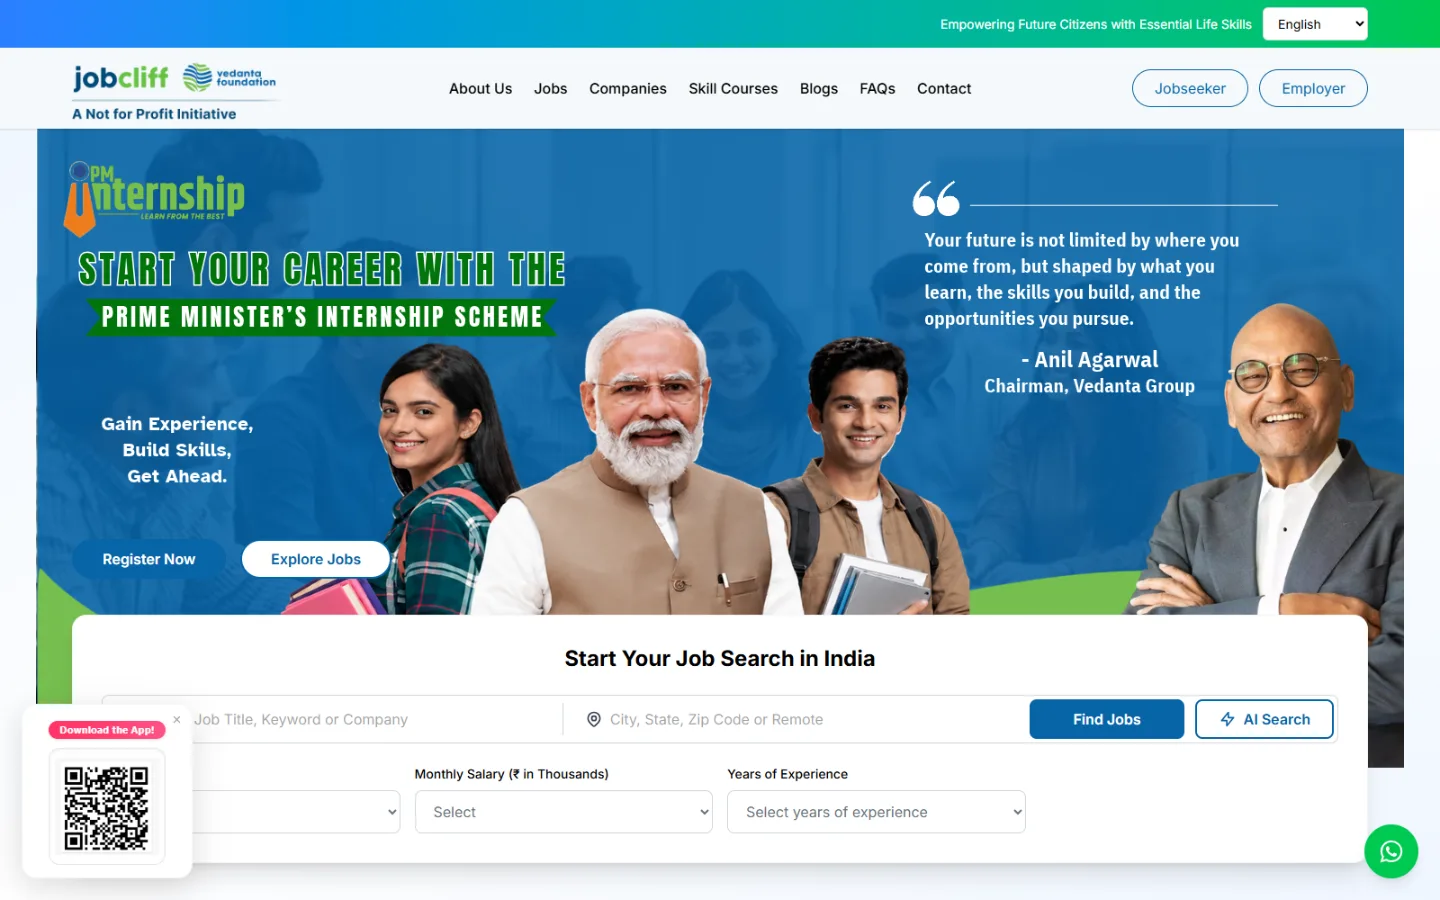 Empowering Future Citizens with Essential Life Skills
English
jobcliff
vedanta
foundation
A Not for Profit Initiative
About Us
Jobs
Companies
Skill Courses
Blogs
FAQs
Contact
Jobseeker
Employer
PM
internship
LEARN FROM THE BEST
START YOUR CAREER WITH THE
PRIME MINISTER'S INTERNSHIP SCHEME
Gain Experience,
Build Skills,
Get Ahead.
Register Now
Explore Jobs
Your future is not limited by where you
come from, but shaped by what you
learn, the skills you build, and the
opportunities you pursue.
- Anil Agarwal
Chairman, Vedanta Group
Start Your Job Search in India
Job Title, Keyword or Company
City, State, Zip Code or Remote
Find Jobs
AI Search
Monthly Salary (₹ in Thousands)
Select
Years of Experience
Select years of experience
Download the App!
×